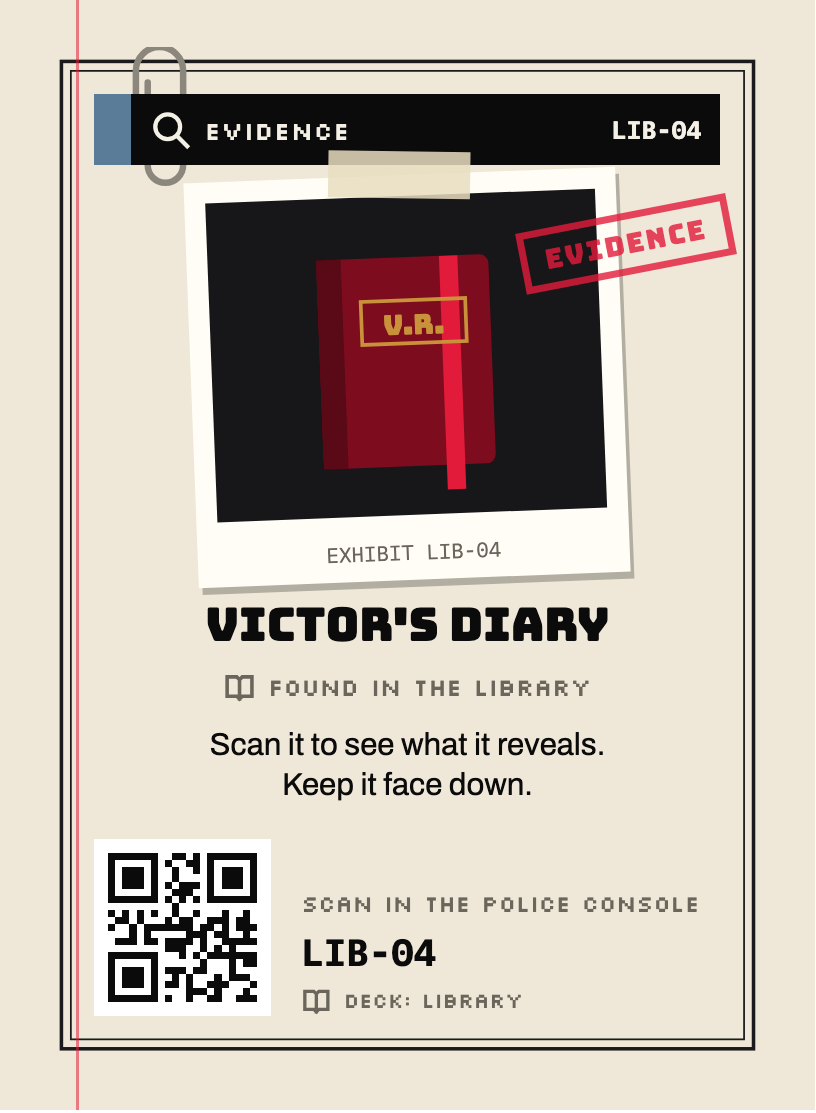 EVIDENCE
LIB-04
EVIDENCE
V.R.
EXHIBIT LIB-04
VICTOR'S DIARY
FOUND IN THE LIBRARY
Scan it to see what it reveals.
Keep it face down.
SCAN IN THE POLICE CONSOLE
LIB-04
DECK: LIBRARY